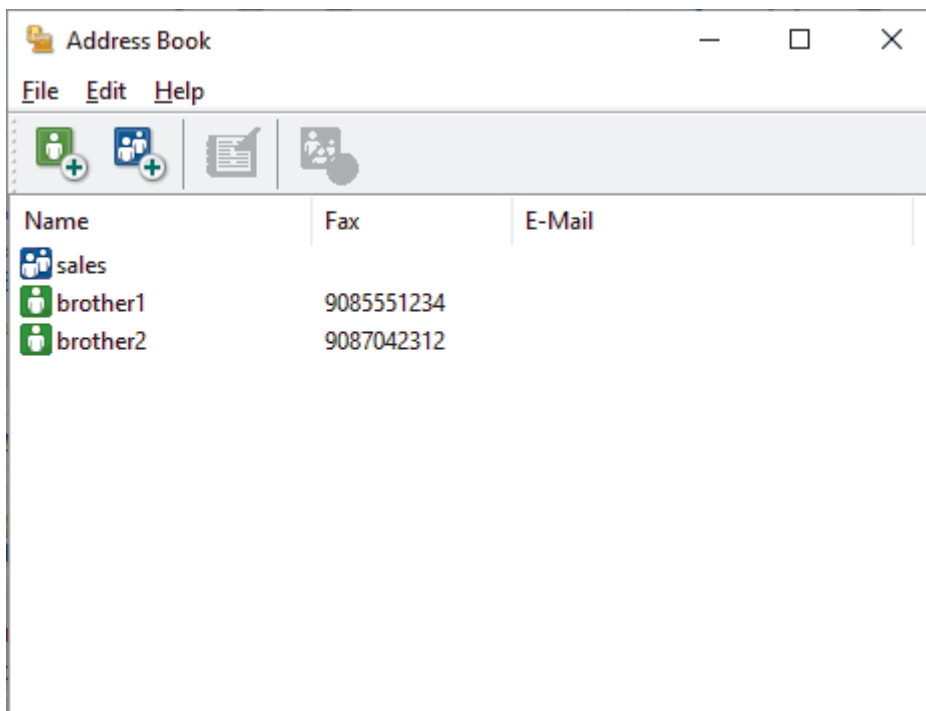 Address Book
File Edit Help
Name Fax E-Mail
sales
brother1 9085551234
brother2 9087042312